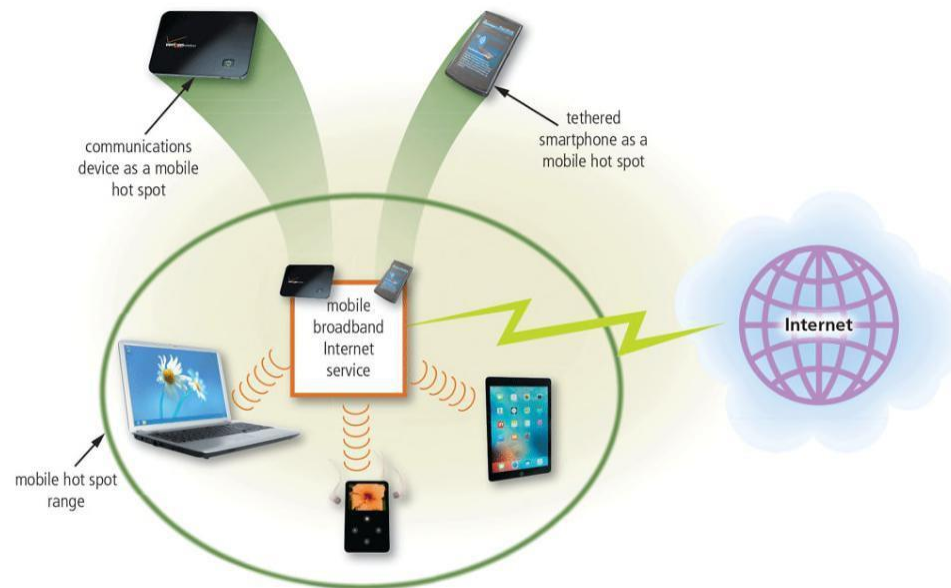 verizon
communications
device as a mobile
hot spot
tethered
smartphone as a
mobile hot spot
mobile
broadband
Internet
service
Internet
mobile hot spot
range